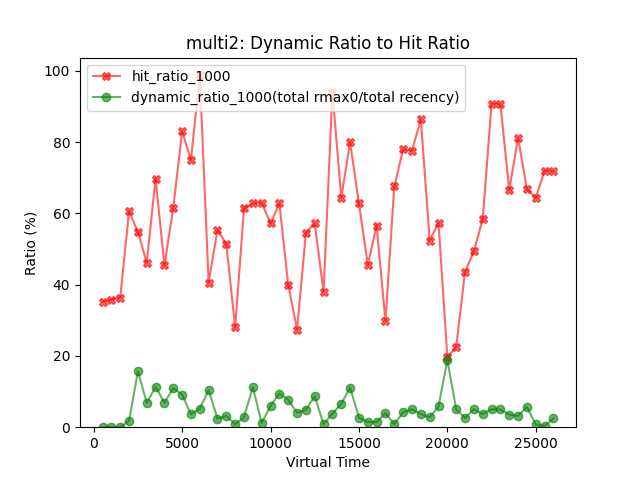 multi2: Dynamic Ratio to Hit Ratio
hit_ratio_1000
dynamic_ratio_1000(total rmax0/total recency)
Ratio (%)
100
80
60
40
20
0
0 5000 10000 15000 20000 25000
Virtual Time